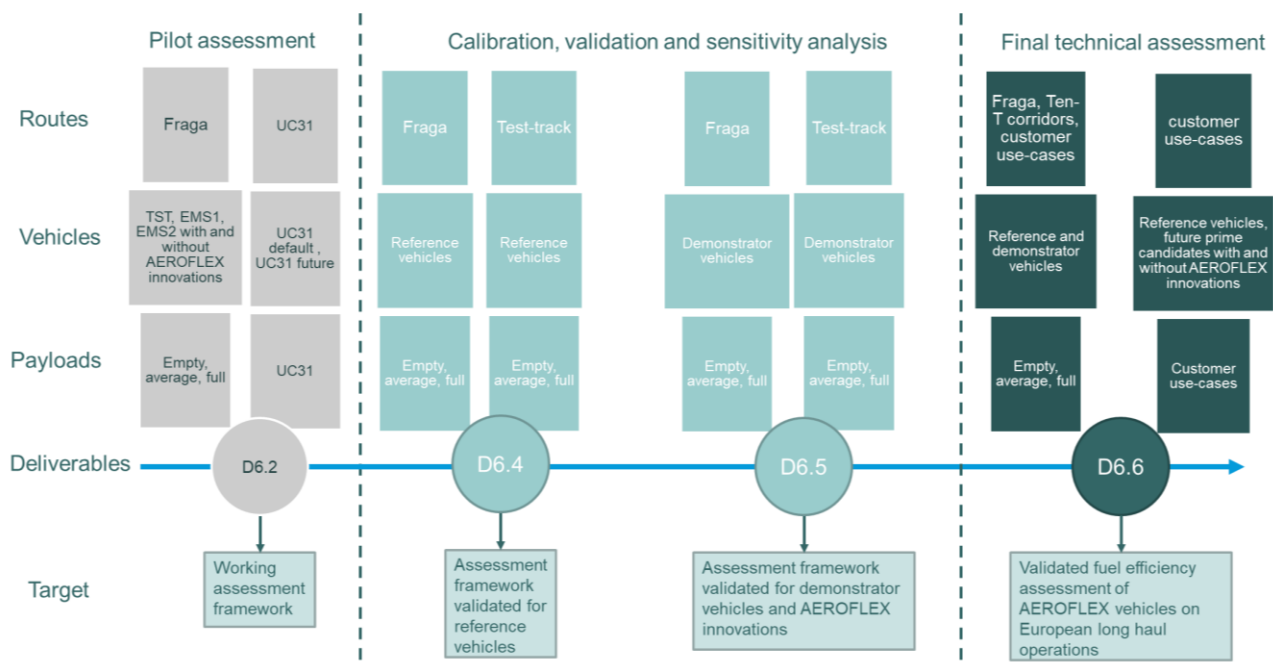 Pilot assessment
Calibration, validation and sensitivity analysis
Final technical assessment
Routes
Fraga
UC31
Fraga
Test-track
Fraga
Test-track
Fraga, Ten-
T corridors,
customer
use-cases
customer
use-cases
Vehicles
TST, EMS1,
EMS2 with and
without
AEROFLEX
innovations
UC31
default ,
UC31 future
Reference
vehicles
Reference
vehicles
Demonstrator
vehicles
Demonstrator
vehicles
Reference and
demonstrator
vehicles
Reference vehicles,
future prime
candidates with and
without AEROFLEX
innovations
Payloads
Empty,
average, full
UC31
Empty,
average, full
Empty,
average, full
Empty,
average, full
Empty,
average, full
Empty,
average, full
Customer
use-cases
Deliverables
D6.2
D6.4
D6.5
D6.6
Target
Working
assessment
framework
Assessment
framework
validated for
reference
vehicles
Assessment framework
validated for demonstrator
vehicles and AEROFLEX
innovations
Validated fuel efficiency
assessment of
AEROFLEX vehicles on
European long haul
operations